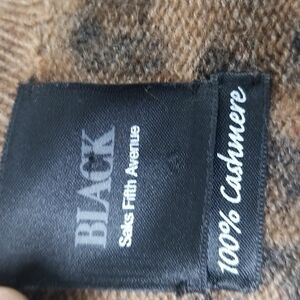 BLACK
Saks Fifth Avenue
100% Cashmere